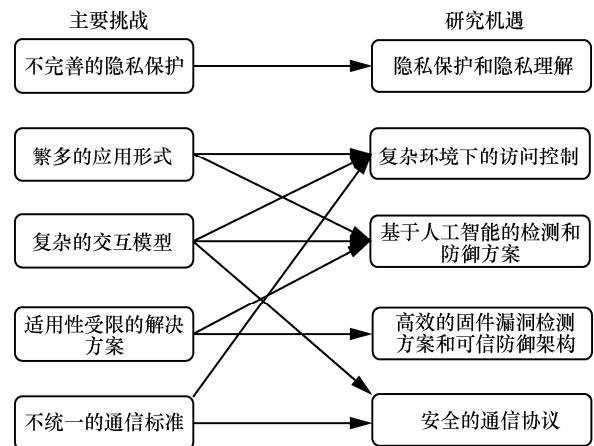 主要挑战
研究机遇
不完善的隐私保护
隐私保护和隐私理解
繁多的应用形式
复杂环境下的访问控制
复杂的交互模型
基于人工智能的检测和
防御方案
适用性受限的解决
方案
高效的固件漏洞检测
方案和可信防御架构
不统一的通信标准
安全的通信协议